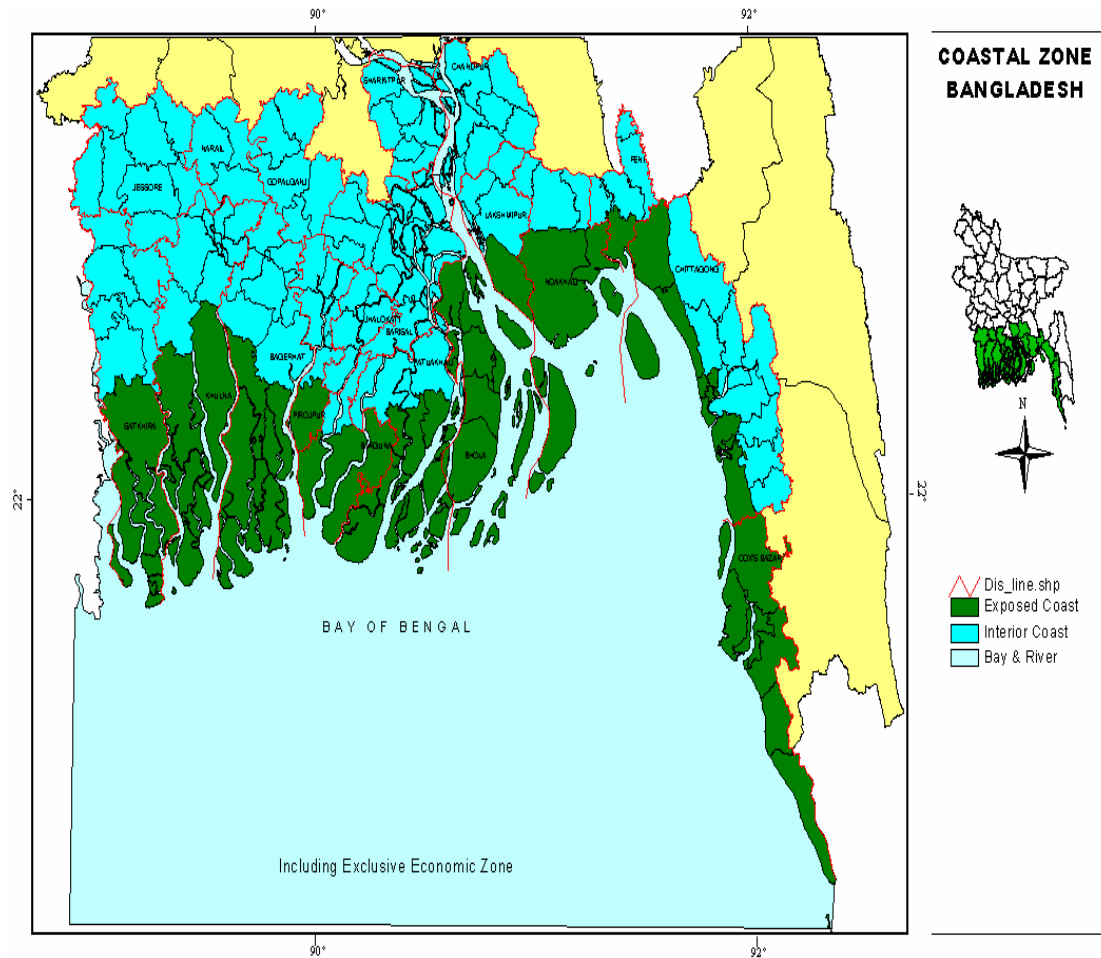 90°
92°
COASTAL ZONE
BANGLADESH
SHARIATPUR
CHANDPUR
NARAIL
FENI
JESSORE
GOPALGANJ
LAKSHMIPUR
CHITTAGONG
NOAKHALI
JHALOKATI
BARISAL
BAGERHAT
PATUAKHALI
KHULNA
PIROJPUR
SATKHIRA
BARGUNA
BHOLA
N
22°
22°
COX'S BAZAR
Dis_line.shp
Exposed Coast
Interior Coast
Bay & River
BAY OF BENGAL
Including Exclusive Economic Zone
90°
92°